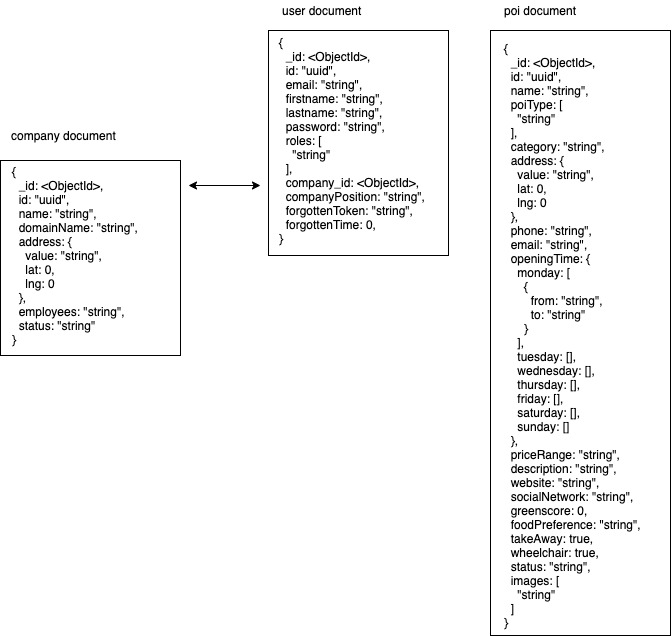 company document
{
_id: <ObjectId>,
id: "uuid",
name: "string",
domainName: "string",
address: {
value: "string",
lat: 0,
lng: 0
},
employees: "string",
status: "string"
}
user document
{
_id: <ObjectId>,
id: "uuid",
email: "string",
firstname: "string",
lastname: "string",
password: "string",
roles: [
"string"
],
company_id: <ObjectId>,
companyPosition: "string",
forgottenToken: "string",
forgottenTime: 0,
}
poi document
{
_id: <ObjectId>,
id: "uuid",
name: "string",
poiType: [
"string"
],
category: "string",
address: {
value: "string",
lat: 0,
lng: 0
},
phone: "string",
email: "string",
openingTime: {
monday: [
{
from: "string",
to: "string"
}
],
tuesday: [],
wednesday: [],
thursday: [],
friday: [],
saturday: [],
sunday: []
},
priceRange: "string",
description: "string",
website: "string",
socialNetwork: "string",
greenscore: 0,
foodPreference: "string",
takeAway: true,
wheelchair: true,
status: "string",
images: [
"string"
]
}